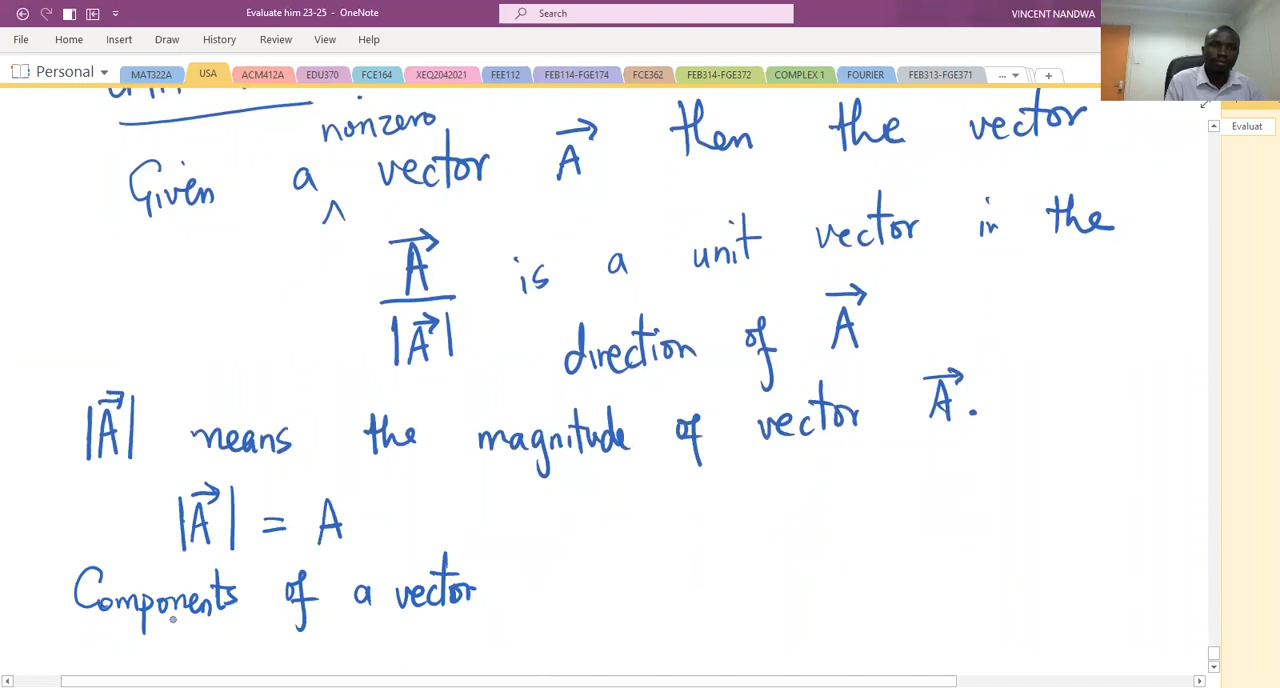 Evaluate him 23-25 - OneNote
Search
VINCENT NANDWA
File Home Insert Draw History Review View Help
Personal MAT322A USA ACM412A EDU370 FCE164 XEQ2042021 FEE112 FEB114-FGE174 FCE362 FEB314-FGE372 COMPLEX 1 FOURIER FEB313-FGE371 ... +
Evaluat
nonzero
Given a ^ vector A⃗ then the vector
A⃗ / |A⃗| is a unit vector in the
direction of A⃗
|A⃗| means the magnitude of vector A⃗.
|A⃗| = A
Components of a vector